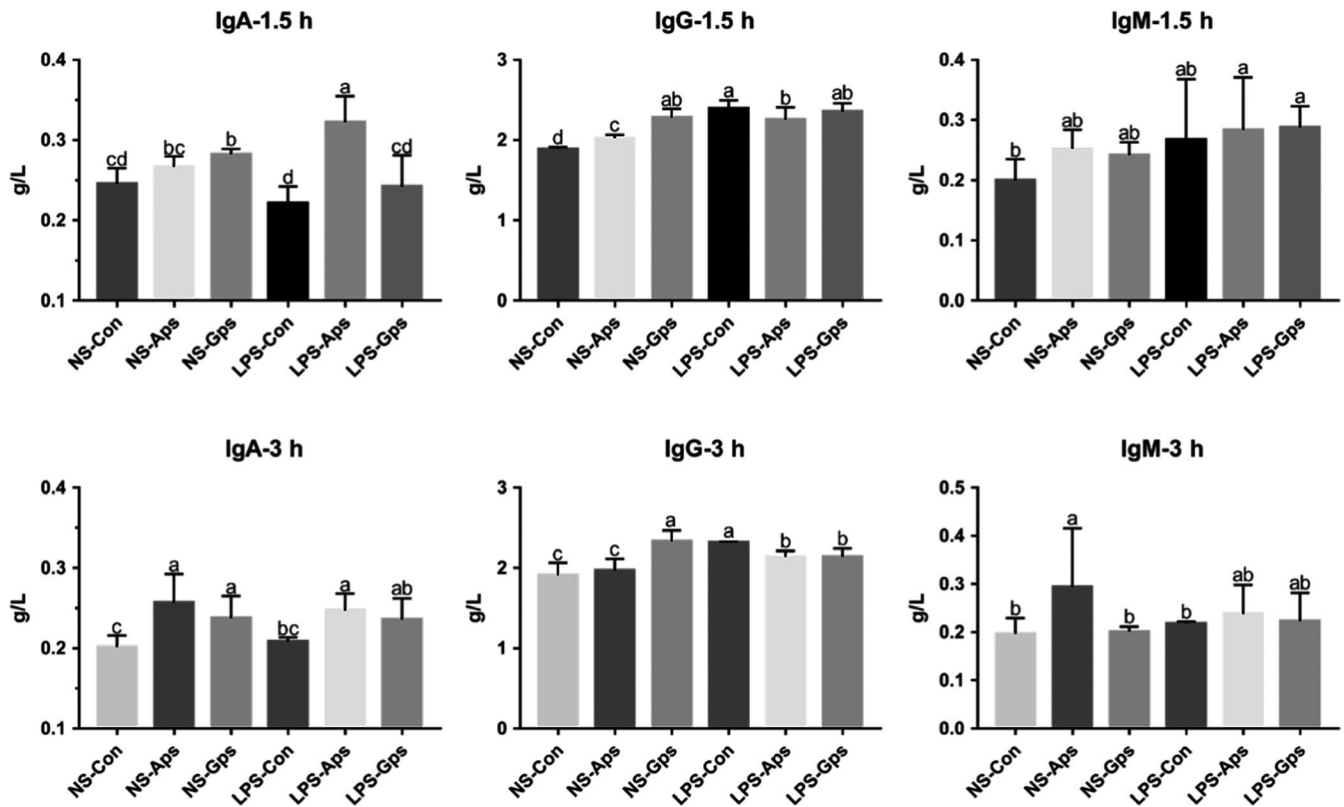 IgA-1.5 h
g/L
0.4
0.3
0.2
0.1
cd
bc
b
d
a
cd
NS-Con
NS-Aps
NS-Gps
LPS-Con
LPS-Aps
LPS-Gps
IgG-1.5 h
g/L
3
2
1
0
d
c
ab
a
b
ab
NS-Con
NS-Aps
NS-Gps
LPS-Con
LPS-Aps
LPS-Gps
IgM-1.5 h
g/L
0.4
0.3
0.2
0.1
0.0
b
ab
ab
ab
a
a
NS-Con
NS-Aps
NS-Gps
LPS-Con
LPS-Aps
LPS-Gps
IgA-3 h
g/L
0.4
0.3
0.2
0.1
c
a
a
bc
a
ab
NS-Con
NS-Aps
NS-Gps
LPS-Con
LPS-Aps
LPS-Gps
IgG-3 h
g/L
3
2
1
0
c
c
a
a
b
b
NS-Con
NS-Aps
NS-Gps
LPS-Con
LPS-Aps
LPS-Gps
IgM-3 h
g/L
0.5
0.4
0.3
0.2
0.1
0.0
b
a
b
b
ab
ab
NS-Con
NS-Aps
NS-Gps
LPS-Con
LPS-Aps
LPS-Gps